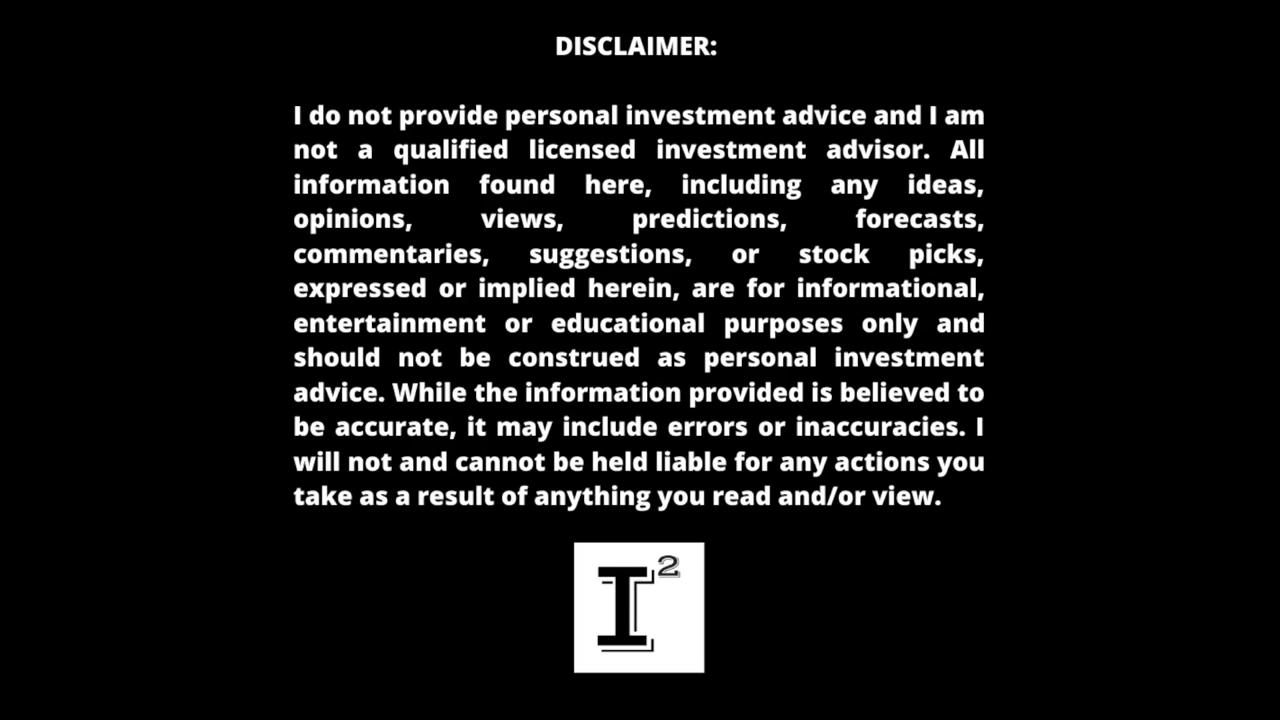 DISCLAIMER:
I do not provide personal investment advice and I am
not a qualified licensed investment advisor. All
information found here, including any ideas,
opinions, views, predictions, forecasts,
commentaries, suggestions, or stock picks,
expressed or implied herein, are for informational,
entertainment or educational purposes only and
should not be construed as personal investment
advice. While the information provided is believed to
be accurate, it may include errors or inaccuracies. I
will not and cannot be held liable for any actions you
take as a result of anything you read and/or view.
I²